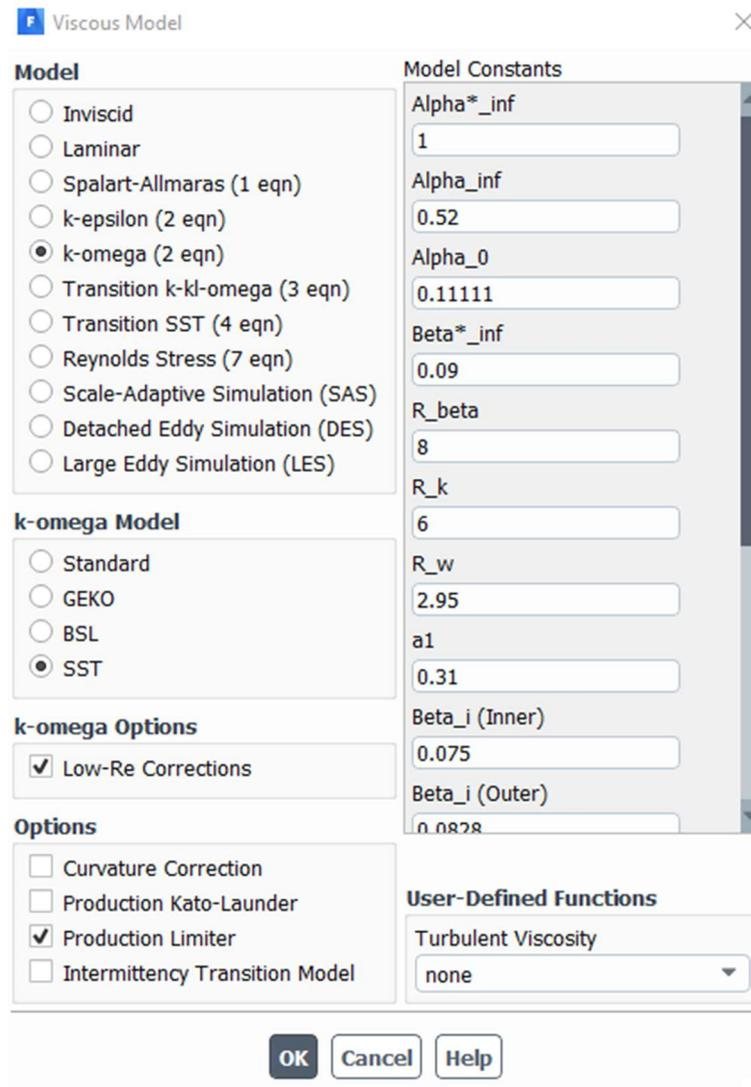 F Viscous Model
Model
Inviscid
Laminar
Spalart-Allmaras (1 eqn)
k-epsilon (2 eqn)
k-omega (2 eqn)
Transition k-kl-omega (3 eqn)
Transition SST (4 eqn)
Reynolds Stress (7 eqn)
Scale-Adaptive Simulation (SAS)
Detached Eddy Simulation (DES)
Large Eddy Simulation (LES)
k-omega Model
Standard
GEKO
BSL
SST
k-omega Options
Low-Re Corrections
Options
Curvature Correction
Production Kato-Launder
Production Limiter
Intermittency Transition Model
Model Constants
Alpha*_inf
1
Alpha_inf
0.52
Alpha_0
0.11111
Beta*_inf
0.09
R_beta
8
R_k
6
R_w
2.95
a1
0.31
Beta_i (Inner)
0.075
Beta_i (Outer)
0.0828
User-Defined Functions
Turbulent Viscosity
none
OK Cancel Help